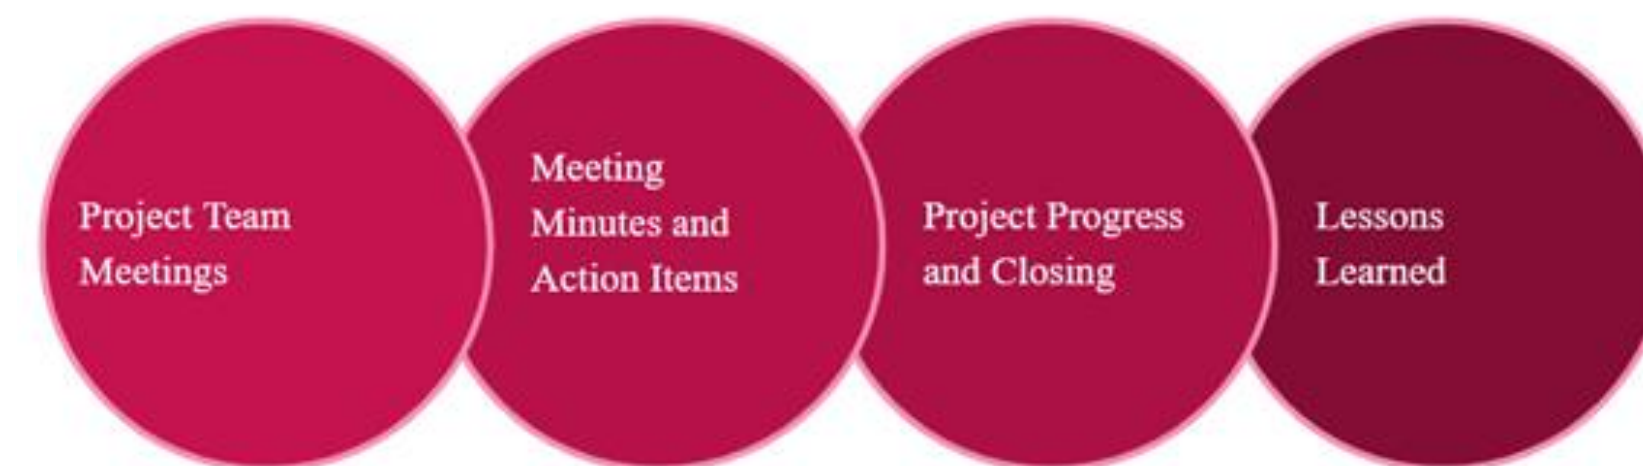 Project Team
Meetings
Meeting
Minutes and
Action Items
Project Progress
and Closing
Lessons
Learned